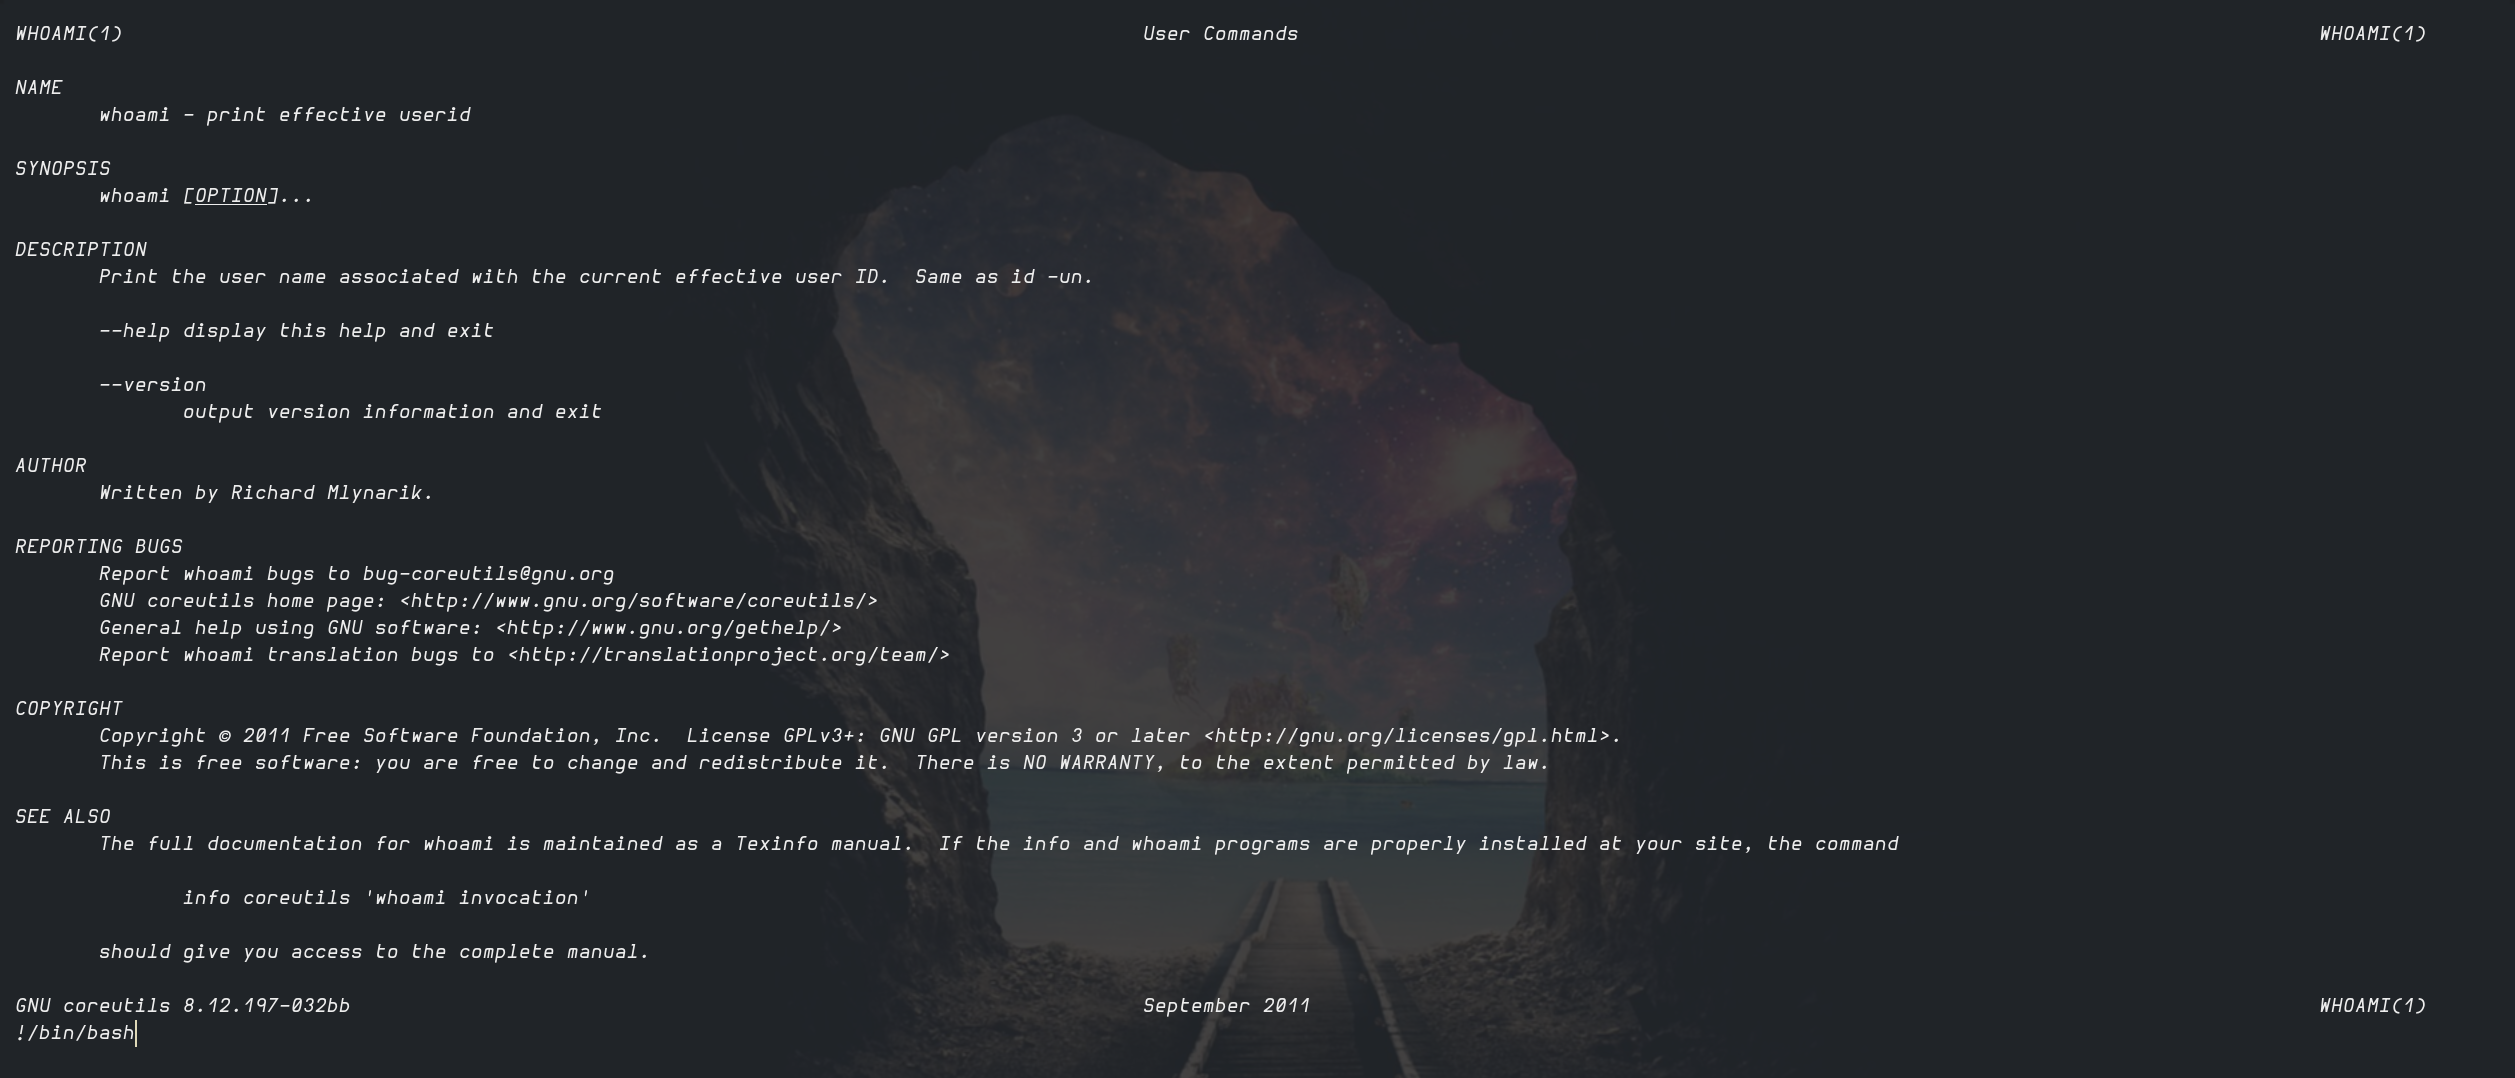 WHOAMI(1) User Commands WHOAMI(1)
NAME
whoami - print effective userid
SYNOPSIS
whoami [OPTION]...
DESCRIPTION
Print the user name associated with the current effective user ID.  Same as id -un.
--help display this help and exit
--version
output version information and exit
AUTHOR
Written by Richard Mlynarik.
REPORTING BUGS
Report whoami bugs to bug-coreutils@gnu.org
GNU coreutils home page: <http://www.gnu.org/software/coreutils/>
General help using GNU software: <http://www.gnu.org/gethelp/>
Report whoami translation bugs to <http://translationproject.org/team/>
COPYRIGHT
Copyright © 2011 Free Software Foundation, Inc.  License GPLv3+: GNU GPL version 3 or later <http://gnu.org/licenses/gpl.html>.
This is free software: you are free to change and redistribute it.  There is NO WARRANTY, to the extent permitted by law.
SEE ALSO
The full documentation for whoami is maintained as a Texinfo manual.  If the info and whoami programs are properly installed at your site, the command
info coreutils 'whoami invocation'
should give you access to the complete manual.
GNU coreutils 8.12.197-032bb September 2011 WHOAMI(1)
!/bin/bash